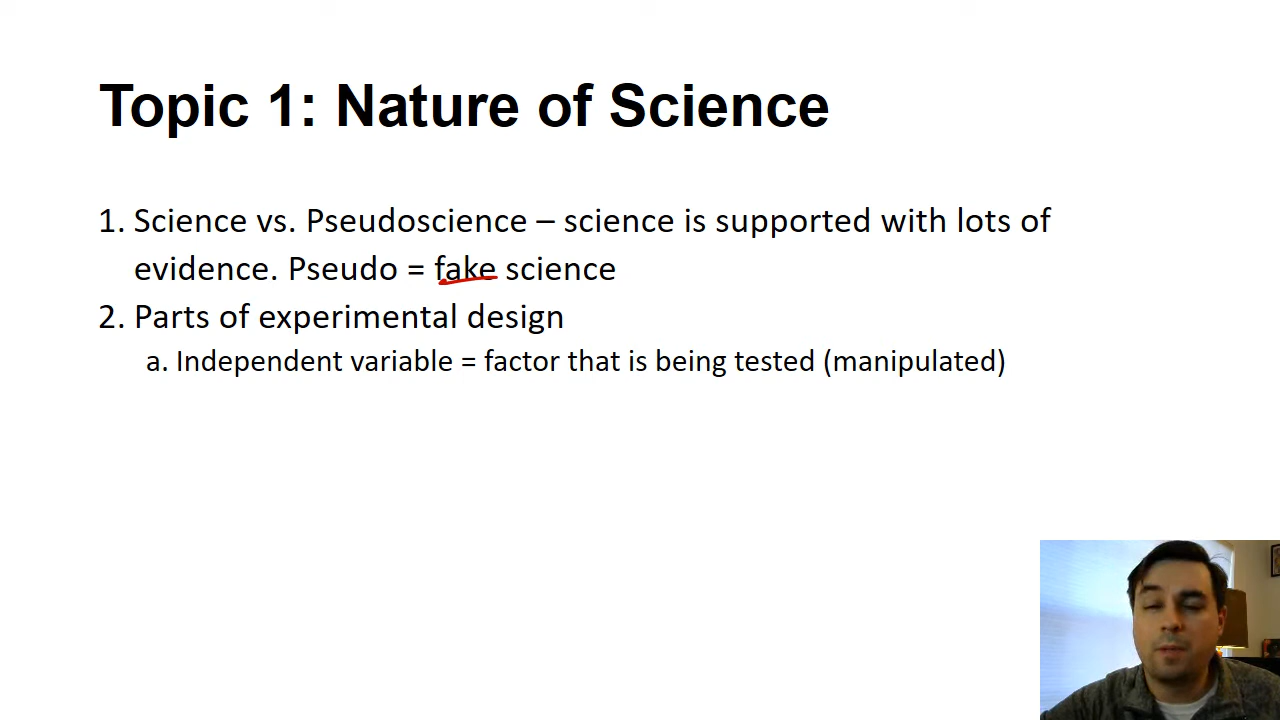 Topic 1: Nature of Science
1. Science vs. Pseudoscience – science is supported with lots of
evidence. Pseudo = fake science
2. Parts of experimental design
a. Independent variable = factor that is being tested (manipulated)